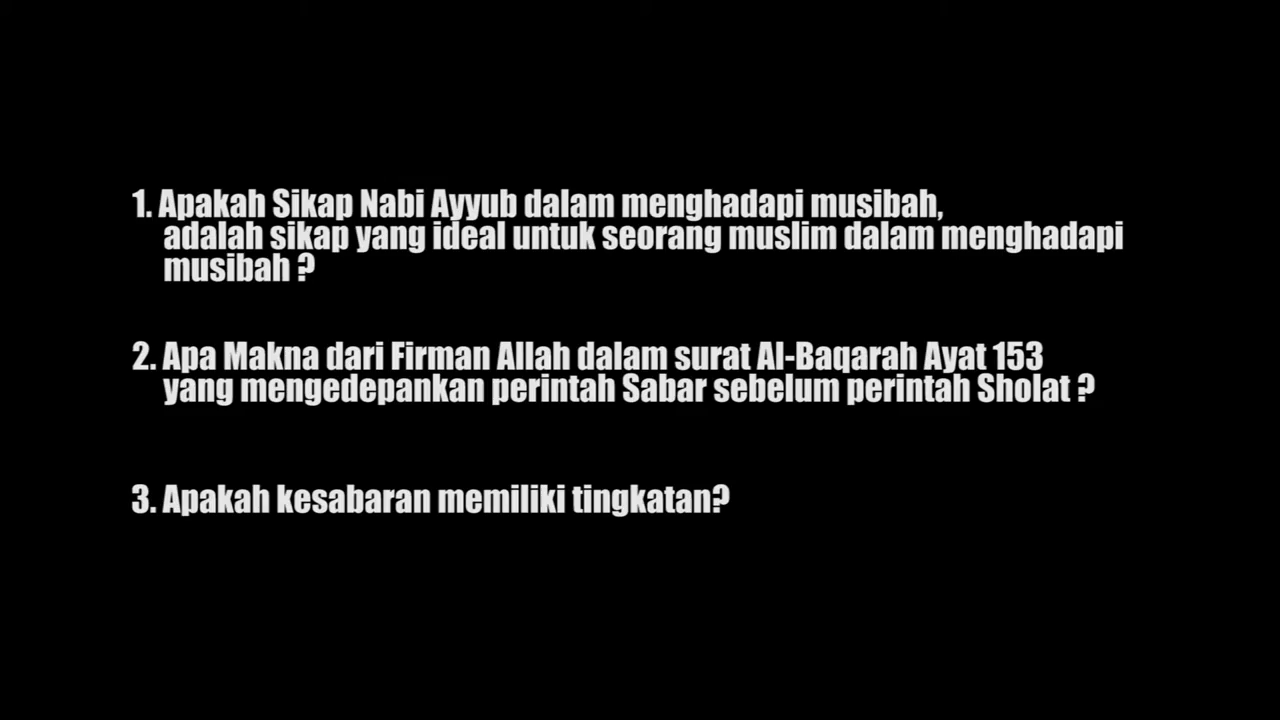 1. Apakah Sikap Nabi Ayyub dalam menghadapi musibah,
adalah sikap yang ideal untuk seorang muslim dalam menghadapi
musibah ?
2. Apa Makna dari Firman Allah dalam surat Al-Baqarah Ayat 153
yang mengedepankan perintah Sabar sebelum perintah Sholat ?
3. Apakah kesabaran memiliki tingkatan?